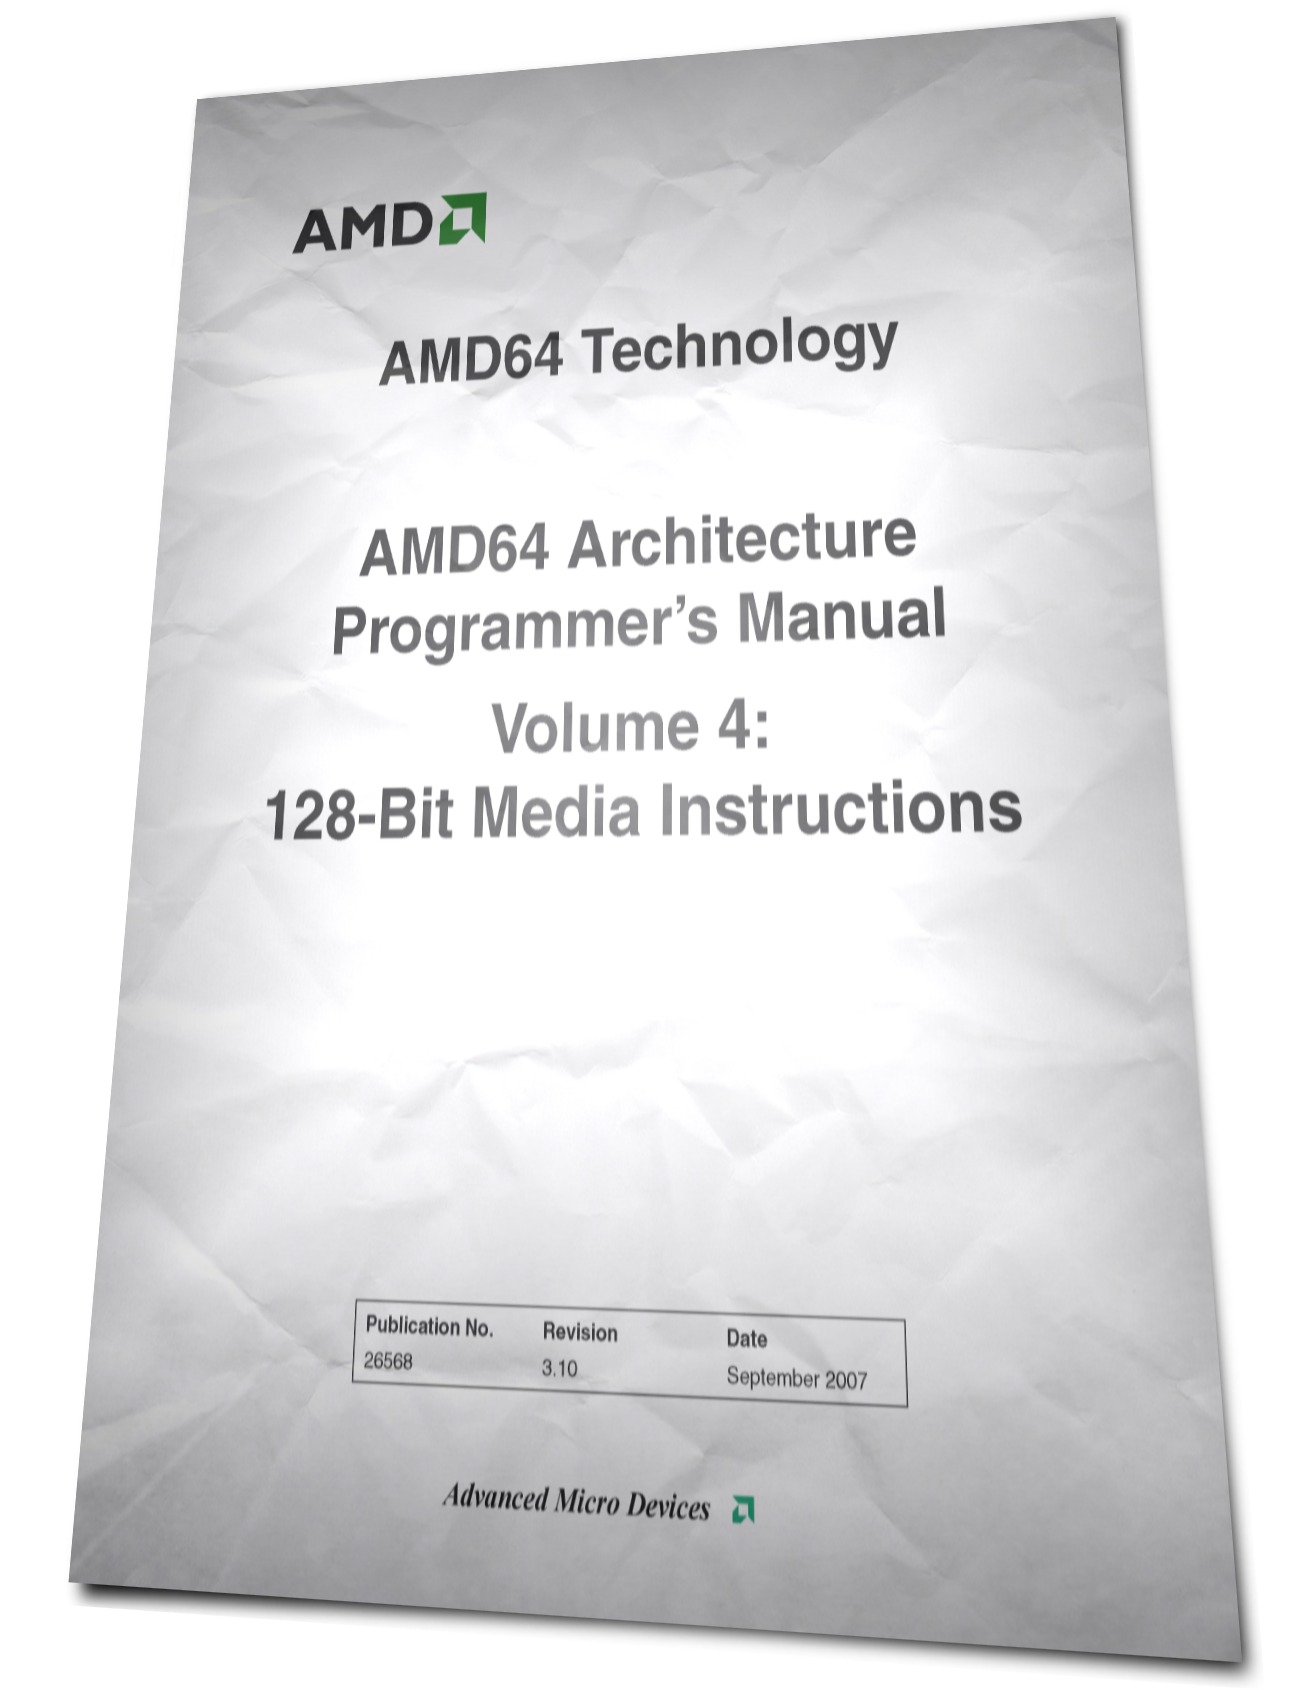 AMD
AMD64 Technology
AMD64 Architecture
Programmer's Manual
Volume 4:
128-Bit Media Instructions
Publication No. Revision Date
26568 3.10 September 2007
Advanced Micro Devices